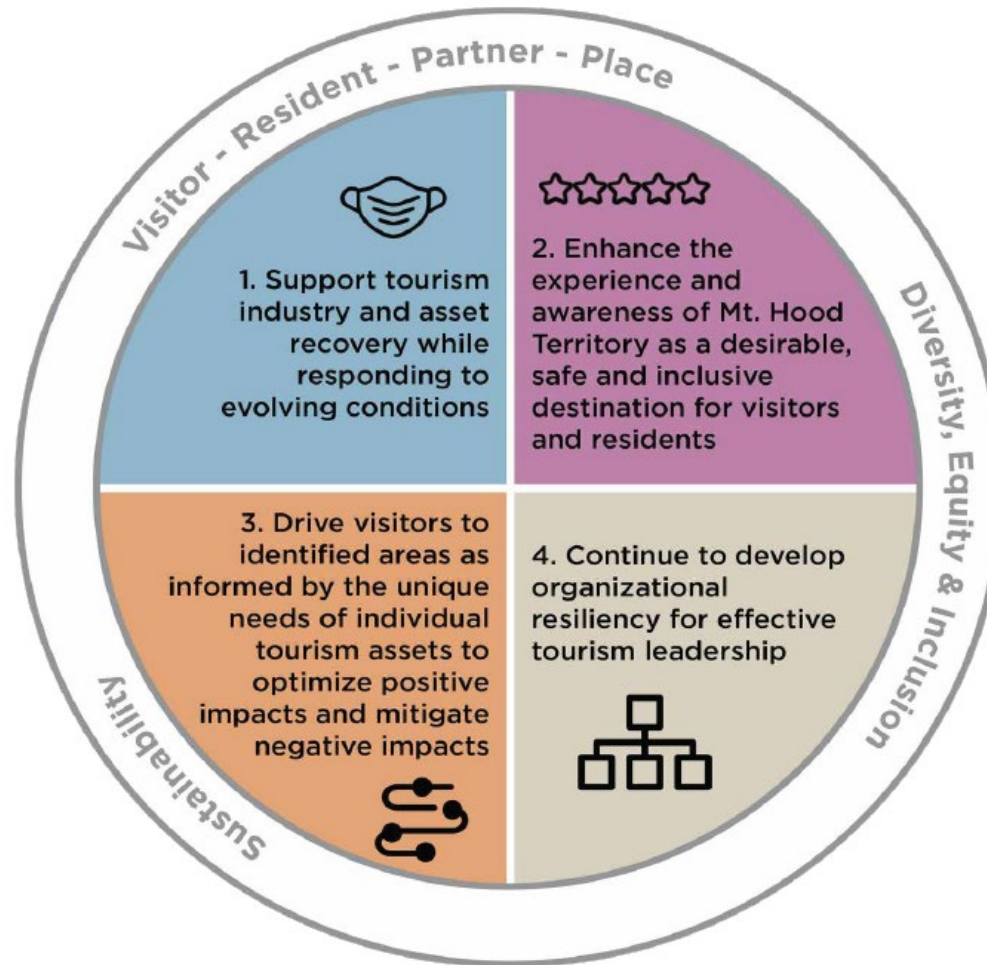 Visitor - Resident - Partner - Place
1. Support tourism
industry and asset
recovery while
responding to
evolving conditions
2. Enhance the
experience and
awareness of Mt. Hood
Territory as a desirable,
safe and inclusive
destination for visitors
and residents
3. Drive visitors to
identified areas as
informed by the unique
needs of individual
tourism assets to
optimize positive
impacts and mitigate
negative impacts
4. Continue to develop
organizational
resiliency for effective
tourism leadership
Diversity, Equity & Inclusion
Sustainability